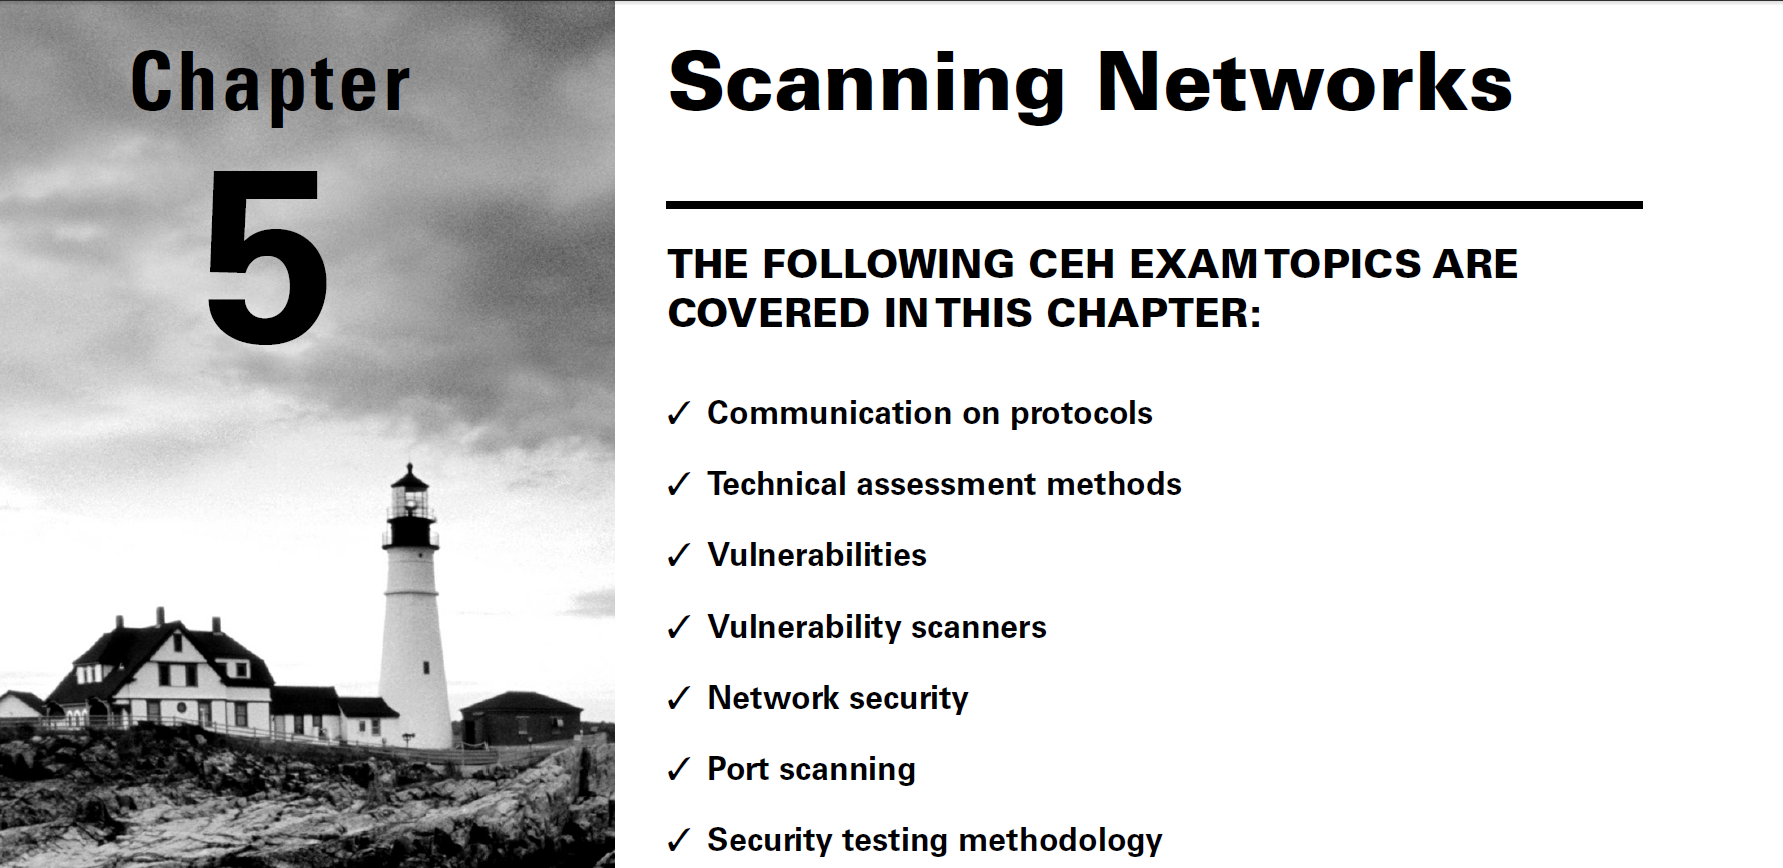 Chapter
5
Scanning Networks
THE FOLLOWING CEH EXAM TOPICS ARE
COVERED IN THIS CHAPTER:
✓ Communication on protocols
✓ Technical assessment methods
✓ Vulnerabilities
✓ Vulnerability scanners
✓ Network security
✓ Port scanning
✓ Security testing methodology